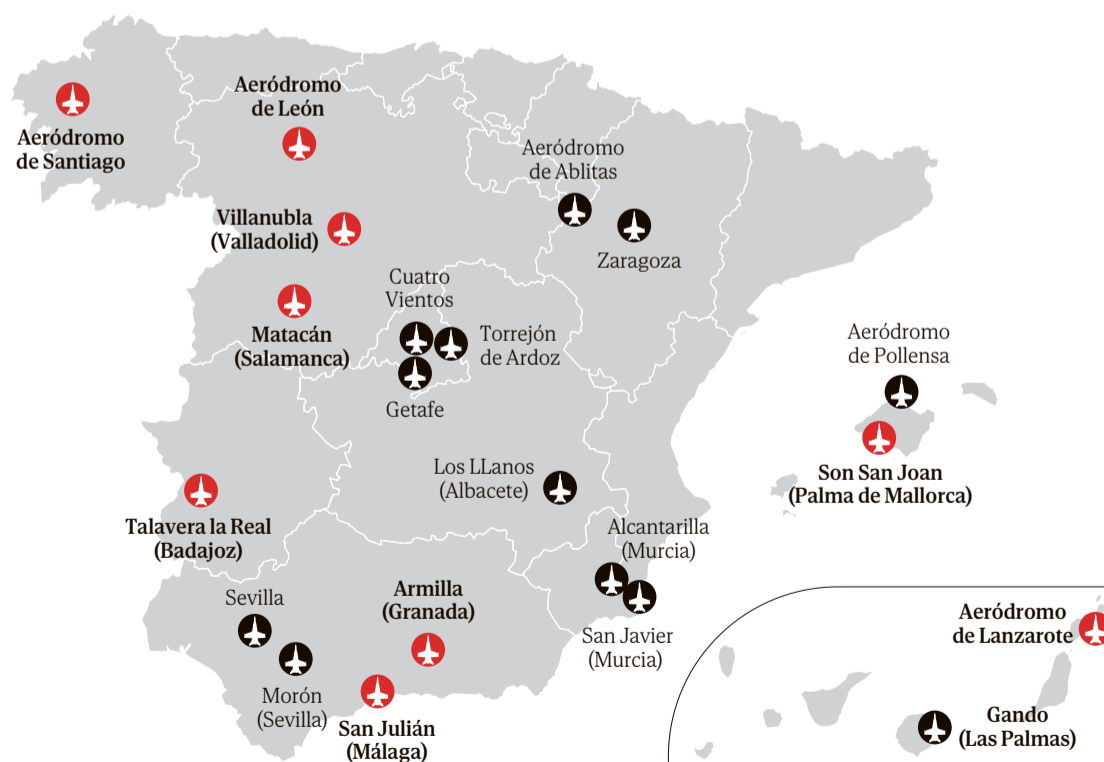 Aeródromo
de Santiago
Aeródromo
de León
Villanubla
(Valladolid)
Matacán
(Salamanca)
Cuatro
Vientos
Torrejón
de Ardoz
Getafe
Aeródromo
de Ablitas
Zaragoza
Aeródromo
de Pollensa
Son San Joan
(Palma de Mallorca)
Los LLanos
(Albacete)
Talavera la Real
(Badajoz)
Alcantarilla
(Murcia)
San Javier
(Murcia)
Sevilla
Morón
(Sevilla)
Armilla
(Granada)
San Julián
(Málaga)
Aeródromo
de Lanzarote
Gando
(Las Palmas)